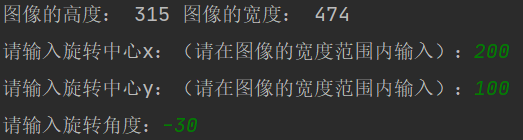 图像的高度： 315 图像的宽度： 474
请输入旋转中心x：（请在图像的宽度范围内输入）：200
请输入旋转中心y：（请在图像的宽度范围内输入）：100
请输入旋转角度：-30